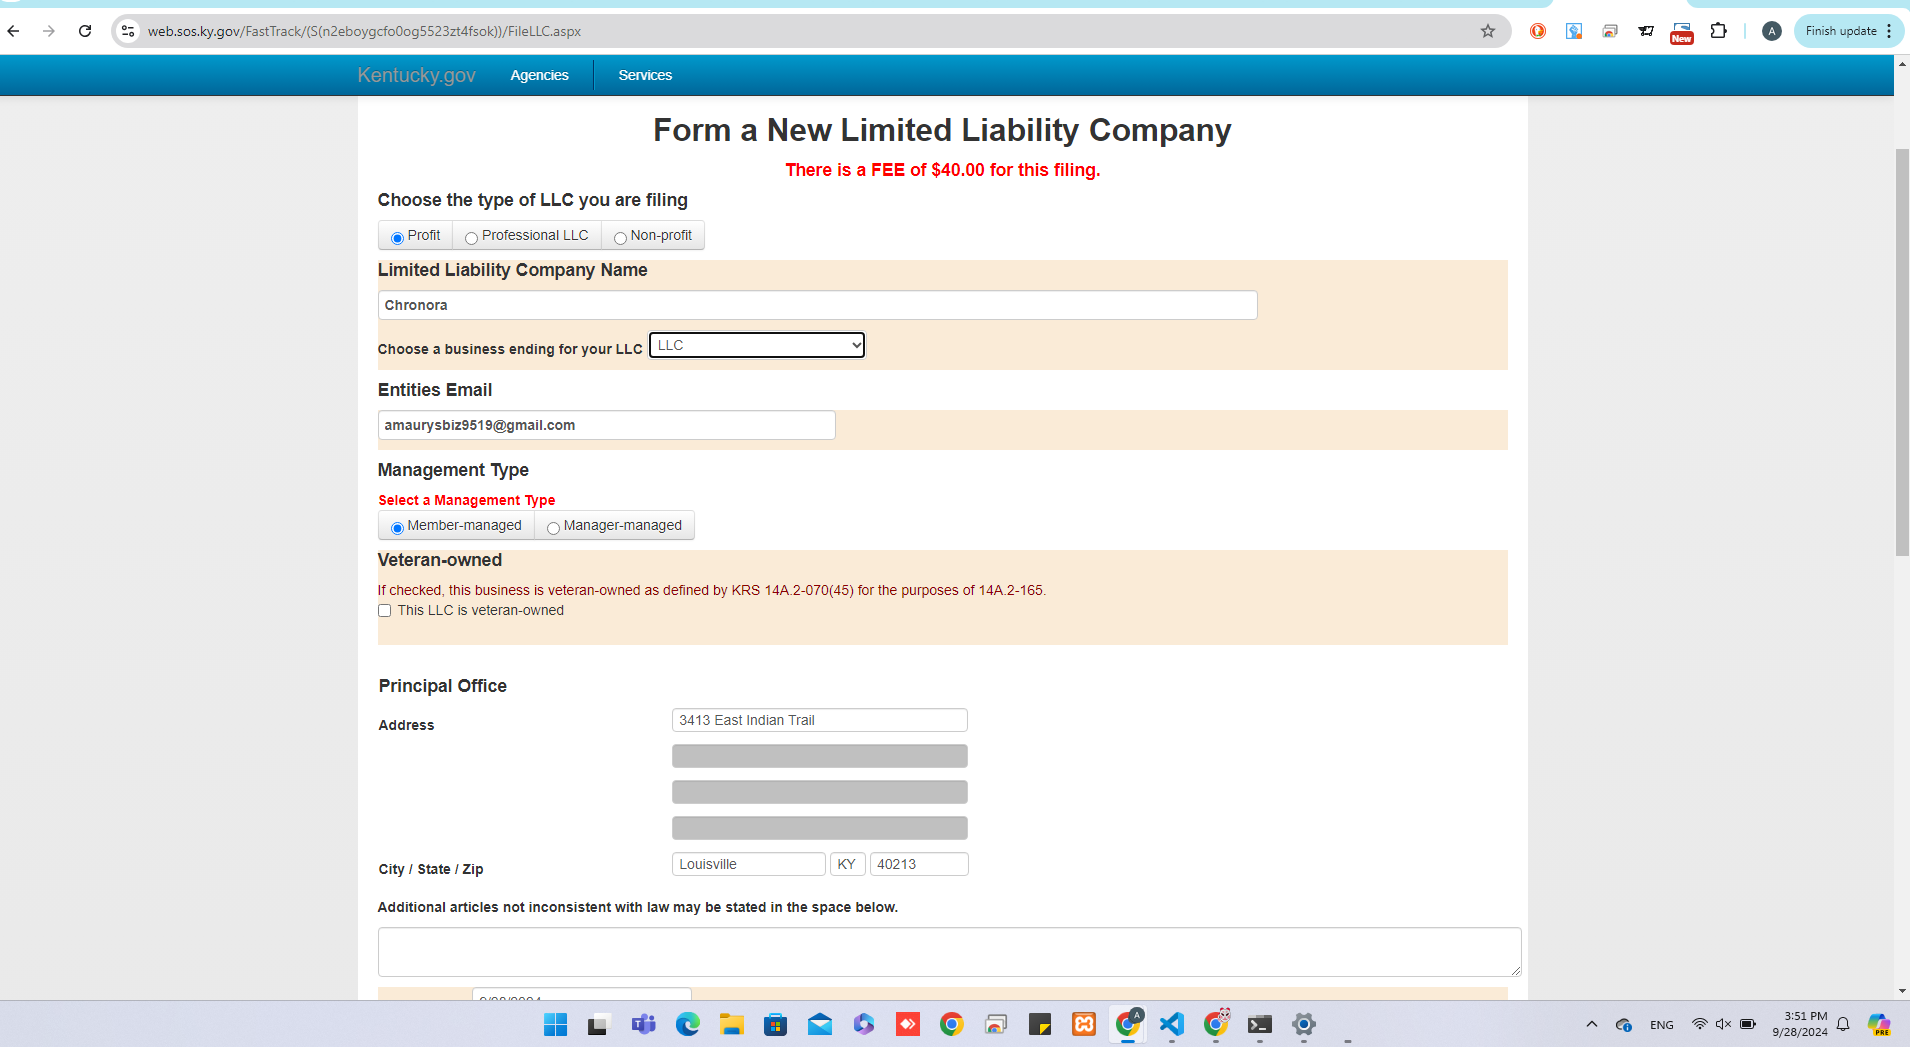 web.sos.ky.gov/FastTrack/(S(n2eboygcfo0og5523zt4fsok))/FileLLC.aspx
New
A
Finish update
Kentucky.gov
Agencies
Services
Form a New Limited Liability Company
There is a FEE of $40.00 for this filing.
Choose the type of LLC you are filing
Profit
Professional LLC
Non-profit
Limited Liability Company Name
Chronora
Choose a business ending for your LLC
LLC
Entities Email
amaurysbiz9519@gmail.com
Management Type
Select a Management Type
Member-managed
Manager-managed
Veteran-owned
If checked, this business is veteran-owned as defined by KRS 14A.2-070(45) for the purposes of 14A.2-165.
This LLC is veteran-owned
Principal Office
Address
3413 East Indian Trail
City / State / Zip
Louisville
KY
40213
Additional articles not inconsistent with law may be stated in the space below.
A
ENG
3:51 PM
9/28/2024
PRE